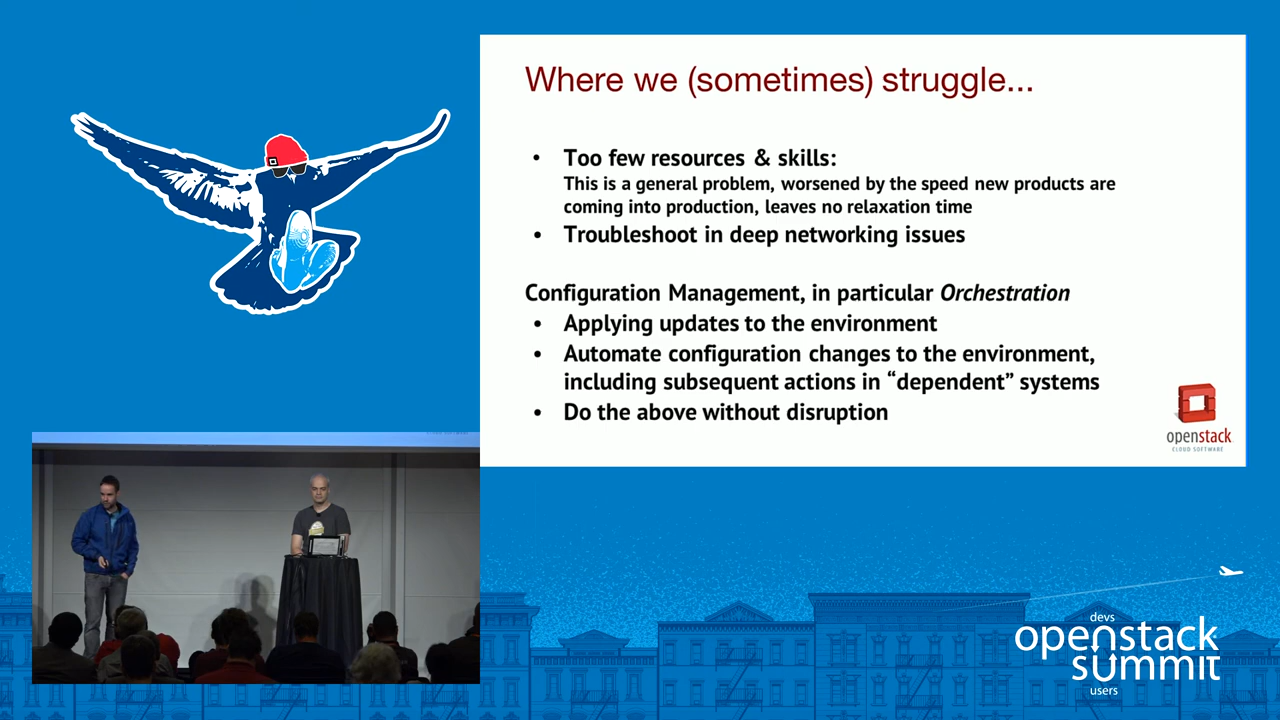 Where we (sometimes) struggle...
• Too few resources & skills:
This is a general problem, worsened by the speed new products are
coming into production, leaves no relaxation time
• Troubleshoot in deep networking issues
Configuration Management, in particular Orchestration
• Applying updates to the environment
• Automate configuration changes to the environment,
including subsequent actions in “dependent” systems
• Do the above without disruption
openstack
CLOUD SOFTWARE
devs
openstack
summit
users